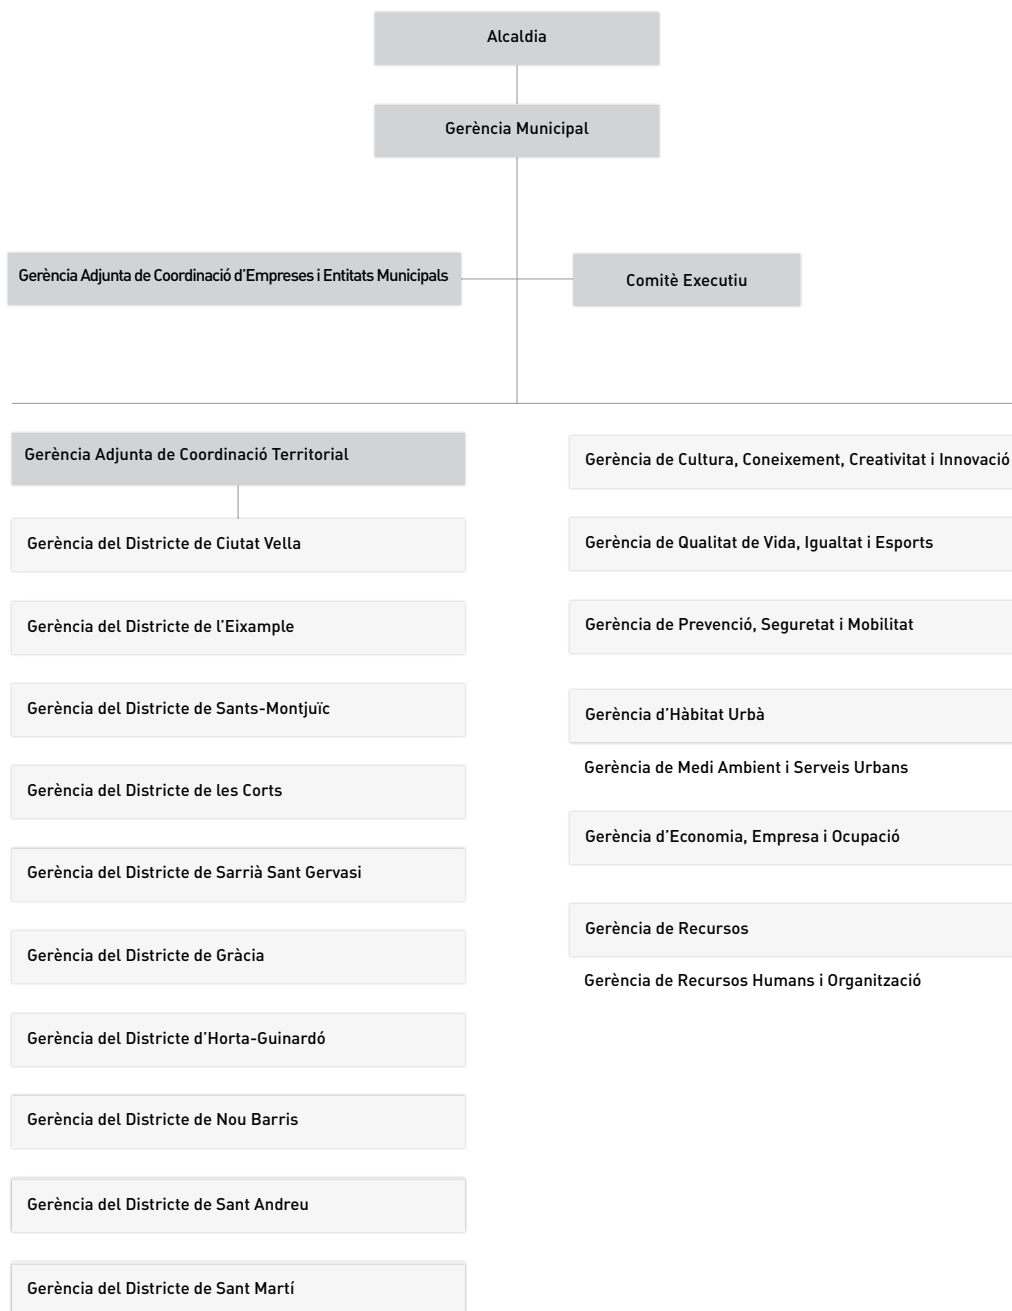 Alcaldia
Gerència Municipal
Gerència Adjunta de Coordinació d’Empreses i Entitats Municipals
Comitè Executiu
Gerència Adjunta de Coordinació Territorial
Gerència del Districte de Ciutat Vella
Gerència del Districte de l’Eixample
Gerència del Districte de Sants-Montjuïc
Gerència del Districte de les Corts
Gerència del Districte de Sarrià Sant Gervasi
Gerència del Districte de Gràcia
Gerència del Districte d’Horta-Guinardó
Gerència del Districte de Nou Barris
Gerència del Districte de Sant Andreu
Gerència del Districte de Sant Martí
Gerència de Cultura, Coneixement, Creativitat i Innovació
Gerència de Qualitat de Vida, Igualtat i Esports
Gerència de Prevenció, Seguretat i Mobilitat
Gerència d’Hàbitat Urbà
Gerència de Medi Ambient i Serveis Urbans
Gerència d’Economia, Empresa i Ocupació
Gerència de Recursos
Gerència de Recursos Humans i Organització